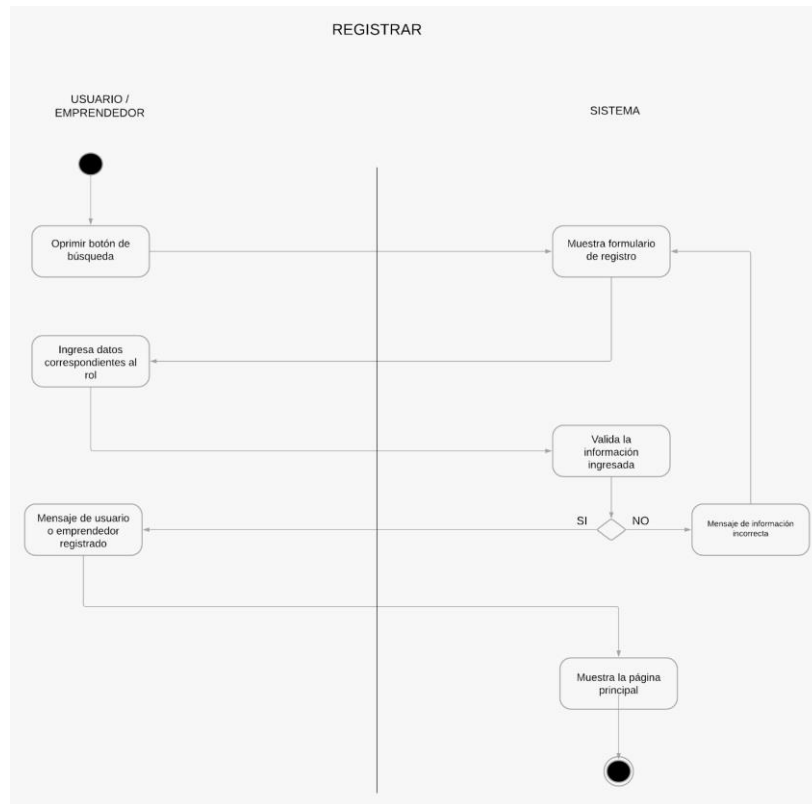 REGISTRAR
USUARIO /
EMPRENDEDOR
SISTEMA
Oprimir botón de
búsqueda
Muestra formulario
de registro
Ingresa datos
correspondientes al
rol
Valida la
información
ingresada
Mensaje de usuario
o emprendedor
registrado
SI
NO
Mensaje de información
incorrecta
Muestra la página
principal